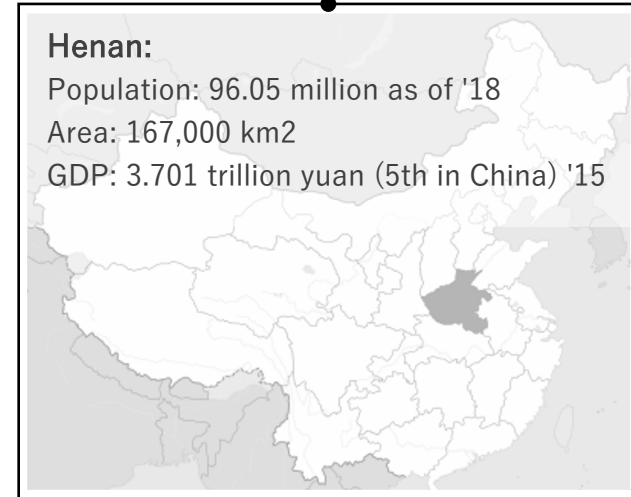 Henan:
Population: 96.05 million as of '18
Area: 167,000 km2
GDP: 3.701 trillion yuan (5th in China) '15